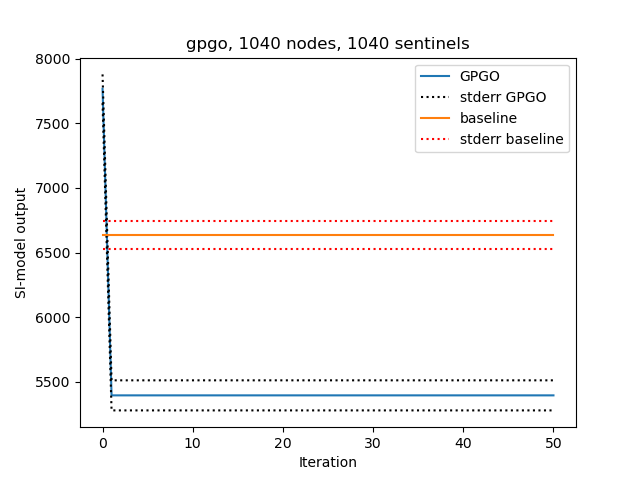 gpgo, 1040 nodes, 1040 sentinels
8000
7500
7000
6500
6000
5500
SI-model output
GPGO
stderr GPGO
baseline
stderr baseline
0
10
20
30
40
50
Iteration